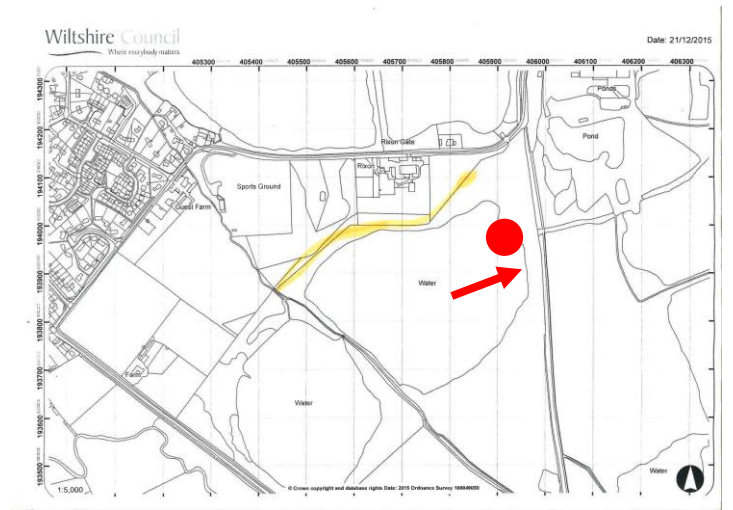 Wiltshire Council
Where everybody matters
Date: 21/12/2015
405300 405400 405500 405600 405700 405800 405900 406000 406100 406200 406300
194300
194200
194100
194000
193900
193800
193700
193600
193500
Ponds
Pond
Rixon Gate
Rixon
Sports Ground
Guest Farm
Water
Farm
Water
Water
1:5,000
© Crown copyright and database rights Date: 2015 Ordnance Survey 100049050